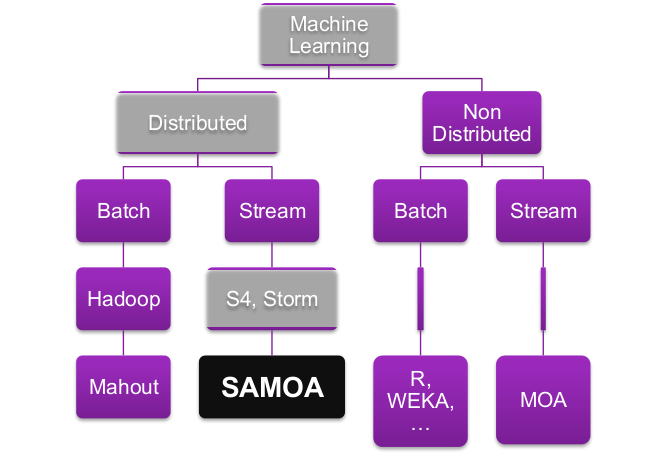 Machine
Learning
Distributed
Non
Distributed
Batch
Stream
Batch
Stream
Hadoop
S4, Storm
Mahout
SAMOA
R,
WEKA,
…
MOA